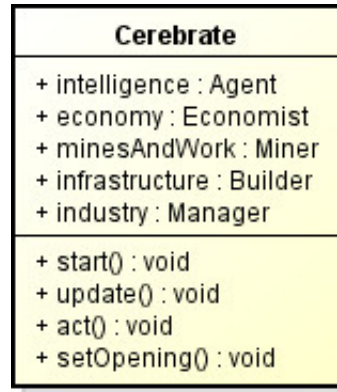 Cerebrate
+ intelligence : Agent
+ economy : Economist
+ minesAndWork : Miner
+ infrastructure : Builder
+ industry : Manager
+ start() : void
+ update() : void
+ act() : void
+ setOpening() : void